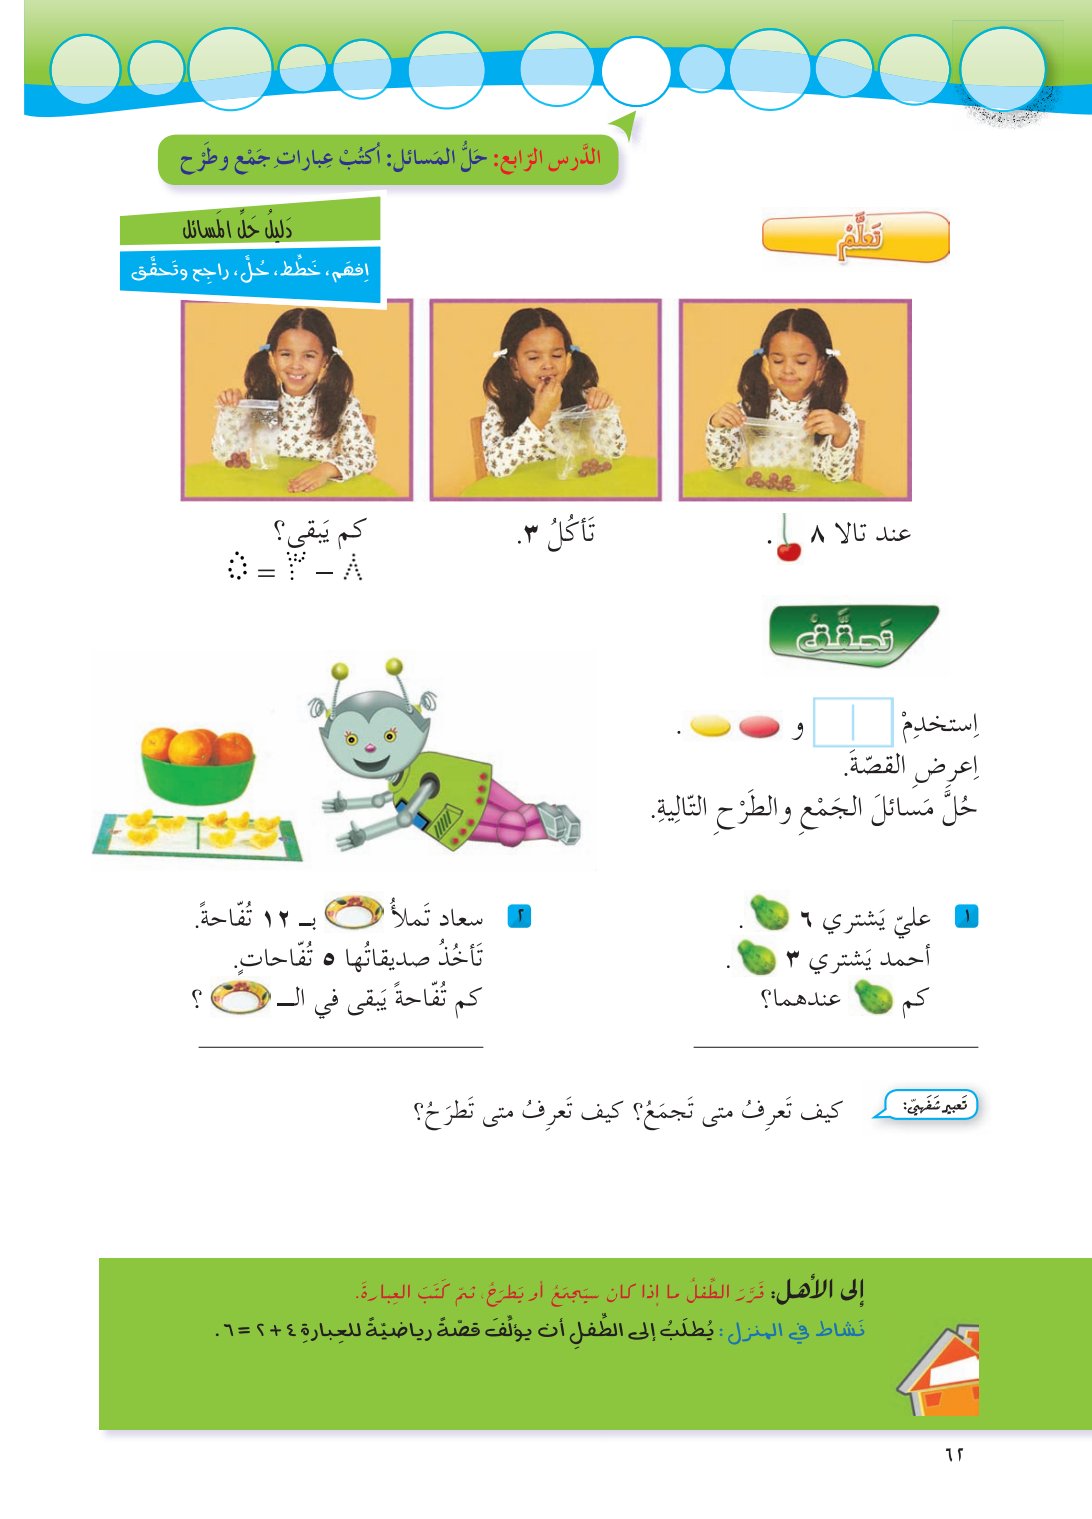 الدَّرس الرّابع: حَلُّ المَسائل: اُكتُبْ عِباراتِ جَمْع وطَرْح
دَليلُ حَلِّ المَسائل
اِفهَم، خَطِّط، حُلَّ، راجِع وتَحقَّق
تَعلَّمْ
عند تالا ٨ .
تَأكُلُ ٣.
كم يَبقى؟
٨ – ٣ = ٥
تَحقَّقْ
اِستخدِمْ و .
اِعرِضِ القصّةَ.
حُلَّ مَسائلَ الجَمْعِ والطَرْحِ التّالِيةِ.
١
عليّ يَشتري ٦ .
أحمد يَشتري ٣ .
كم عندهما؟
٢
سعاد تَملأُ بـ ١٢ تُفّاحةً.
تَأخُذُ صديقاتُها ٥ تُفّاحاتٍ.
كم تُفّاحةً يَبقى في الـ ؟
تَعبير شَفَهيّ:
كيف تَعرِفُ متى تَجمَعُ؟ كيف تَعرِفُ متى تَطرَحُ؟
إلى الأهل: قَرَّرَ الطِّفلُ ما إذا كان سيَجمَعُ أو يَطرَحُ، ثمّ كَتَبَ العِبارةَ.
نَشاط في المنزل: يُطلَبُ إلى الطِّفلِ أن يؤلِّفَ قصّةً رياضيّةً للعِبارةِ ٤ + ٢ = ٦.
٦٢